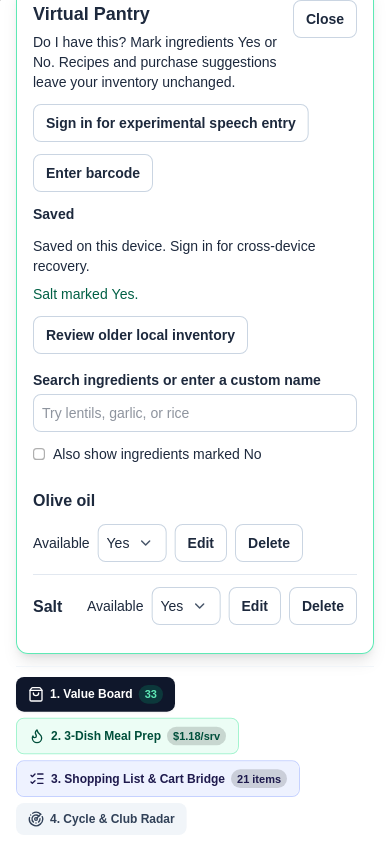 Virtual Pantry
Close
Do I have this? Mark ingredients Yes or
No. Recipes and purchase suggestions
leave your inventory unchanged.
Sign in for experimental speech entry
Enter barcode
Saved
Saved on this device. Sign in for cross-device
recovery.
Salt marked Yes.
Review older local inventory
Search ingredients or enter a custom name
Try lentils, garlic, or rice
Also show ingredients marked No
Olive oil
Available Yes Edit Delete
Salt Available Yes Edit Delete
1. Value Board 33
2. 3-Dish Meal Prep $1.18/srv
3. Shopping List & Cart Bridge 21 items
4. Cycle & Club Radar